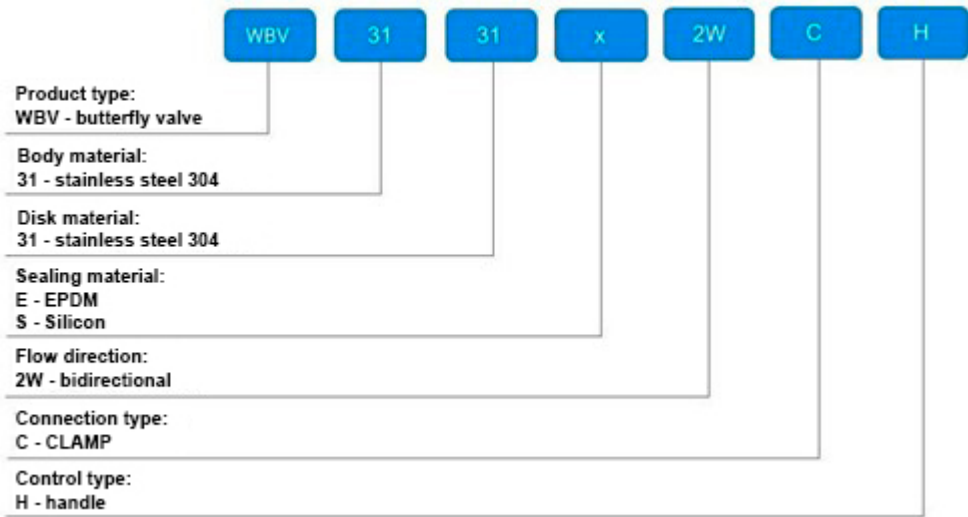 WBV 31 31 x 2W C H
Product type:
WBV - butterfly valve
Body material:
31 - stainless steel 304
Disk material:
31 - stainless steel 304
Sealing material:
E - EPDM
S - Silicon
Flow direction:
2W - bidirectional
Connection type:
C - CLAMP
Control type:
H - handle